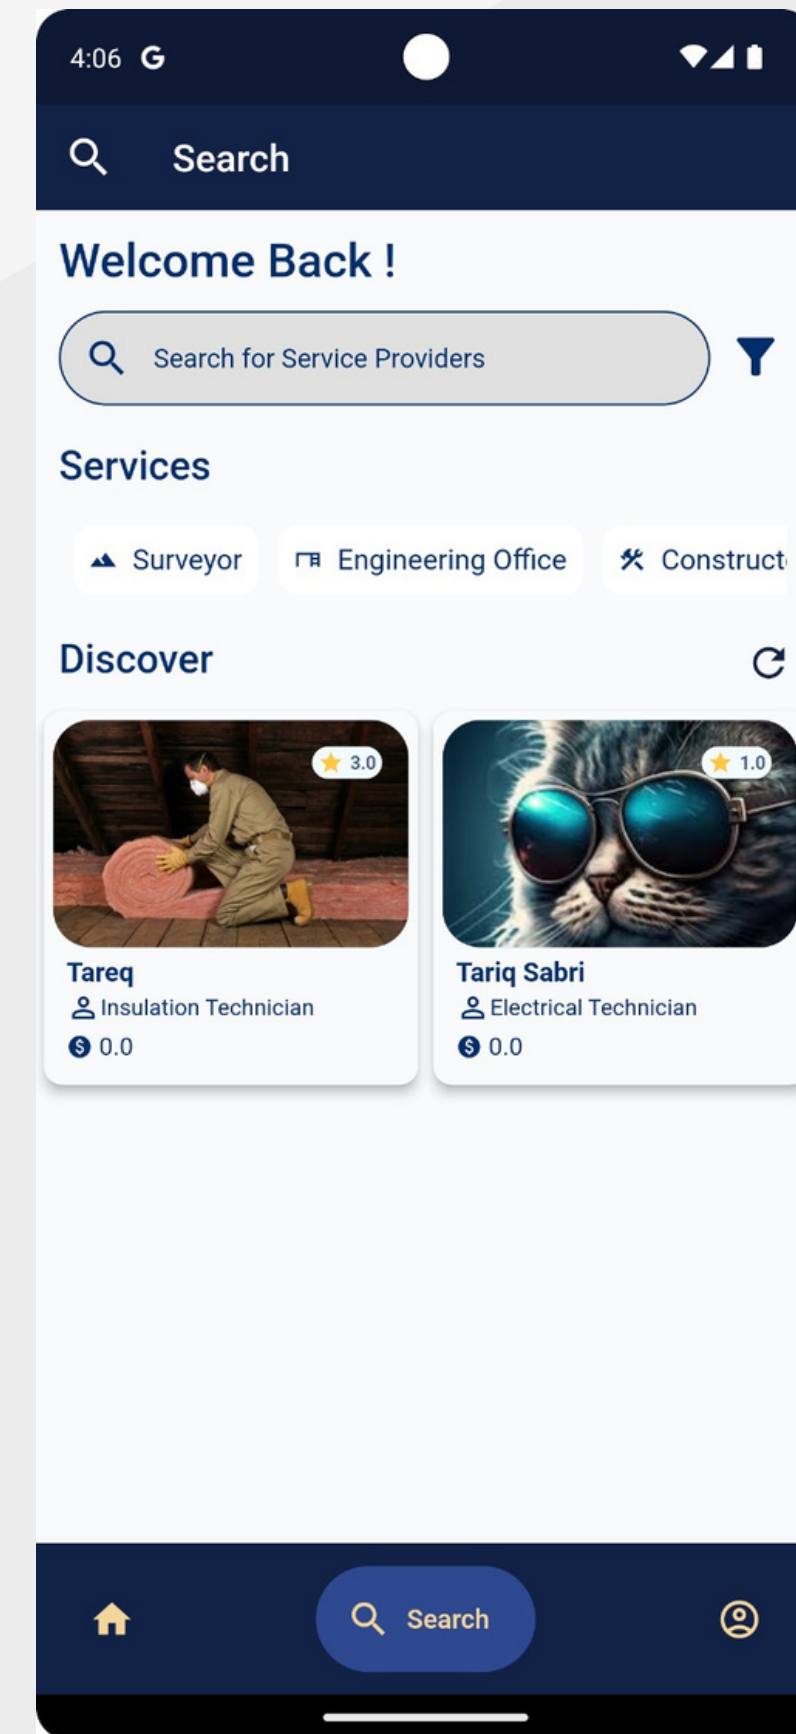 4:06 G
Search
Welcome Back !
Search for Service Providers
Services
Surveyor Engineering Office Construct
Discover
3.0 1.0
Tareq Tariq Sabri
Insulation Technician Electrical Technician
0.0 0.0
Search